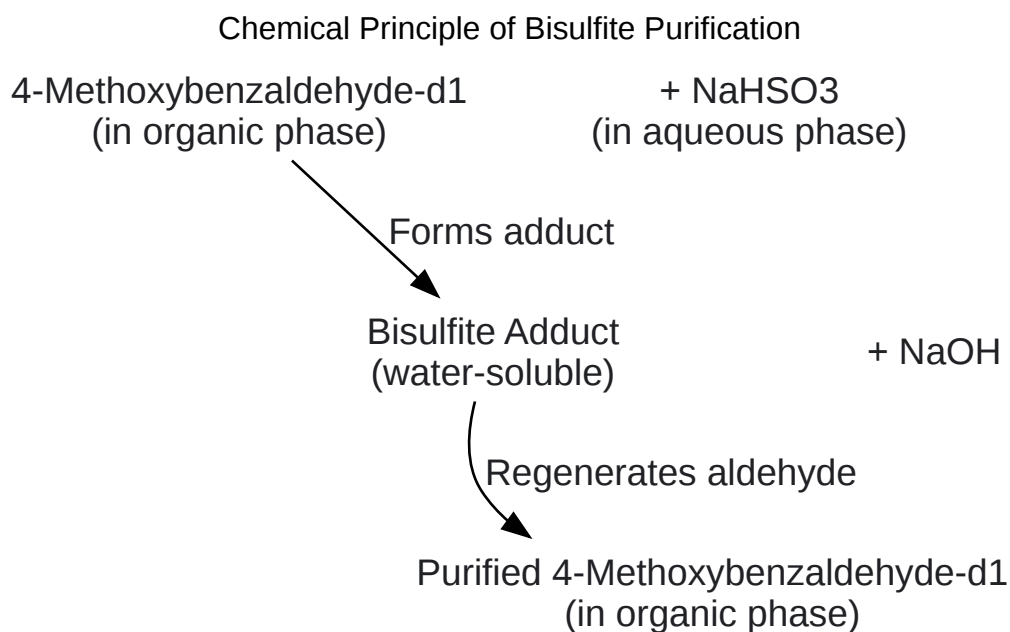 Chemical Principle of Bisulfite Purification
4-Methoxybenzaldehyde-d1
(in organic phase)
+ NaHSO3
(in aqueous phase)
Forms adduct
Bisulfite Adduct
(water-soluble)
+ NaOH
Regenerates aldehyde
Purified 4-Methoxybenzaldehyde-d1
(in organic phase)